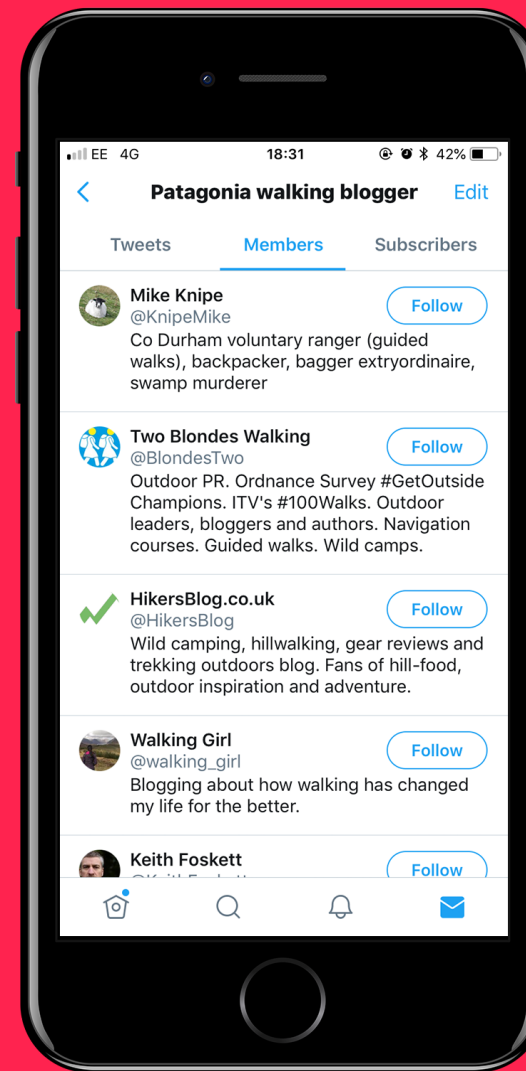 EE 4G 18:31 42%
Patagonia walking blogger Edit
Tweets Members Subscribers
Mike Knipe
@KnipeMike
Follow
Co Durham voluntary ranger (guided
walks), backpacker, bagger extryordinaire,
swamp murderer
Two Blondes Walking
@BlondesTwo
Follow
Outdoor PR. Ordnance Survey #GetOutside
Champions. ITV's #100Walks. Outdoor
leaders, bloggers and authors. Navigation
courses. Guided walks. Wild camps.
HikersBlog.co.uk
@HikersBlog
Follow
Wild camping, hillwalking, gear reviews and
trekking outdoors blog. Fans of hill-food,
outdoor inspiration and adventure.
Walking Girl
@walking_girl
Follow
Blogging about how walking has changed
my life for the better.
Keith Foskett
Follow